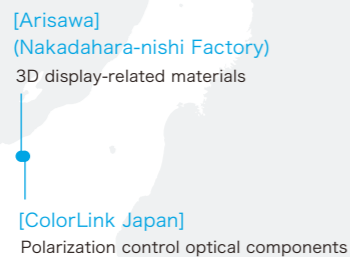 [Arisawa]
(Nakadahara-nishi Factory)
3D display-related materials
[ColorLink Japan]
Polarization control optical components